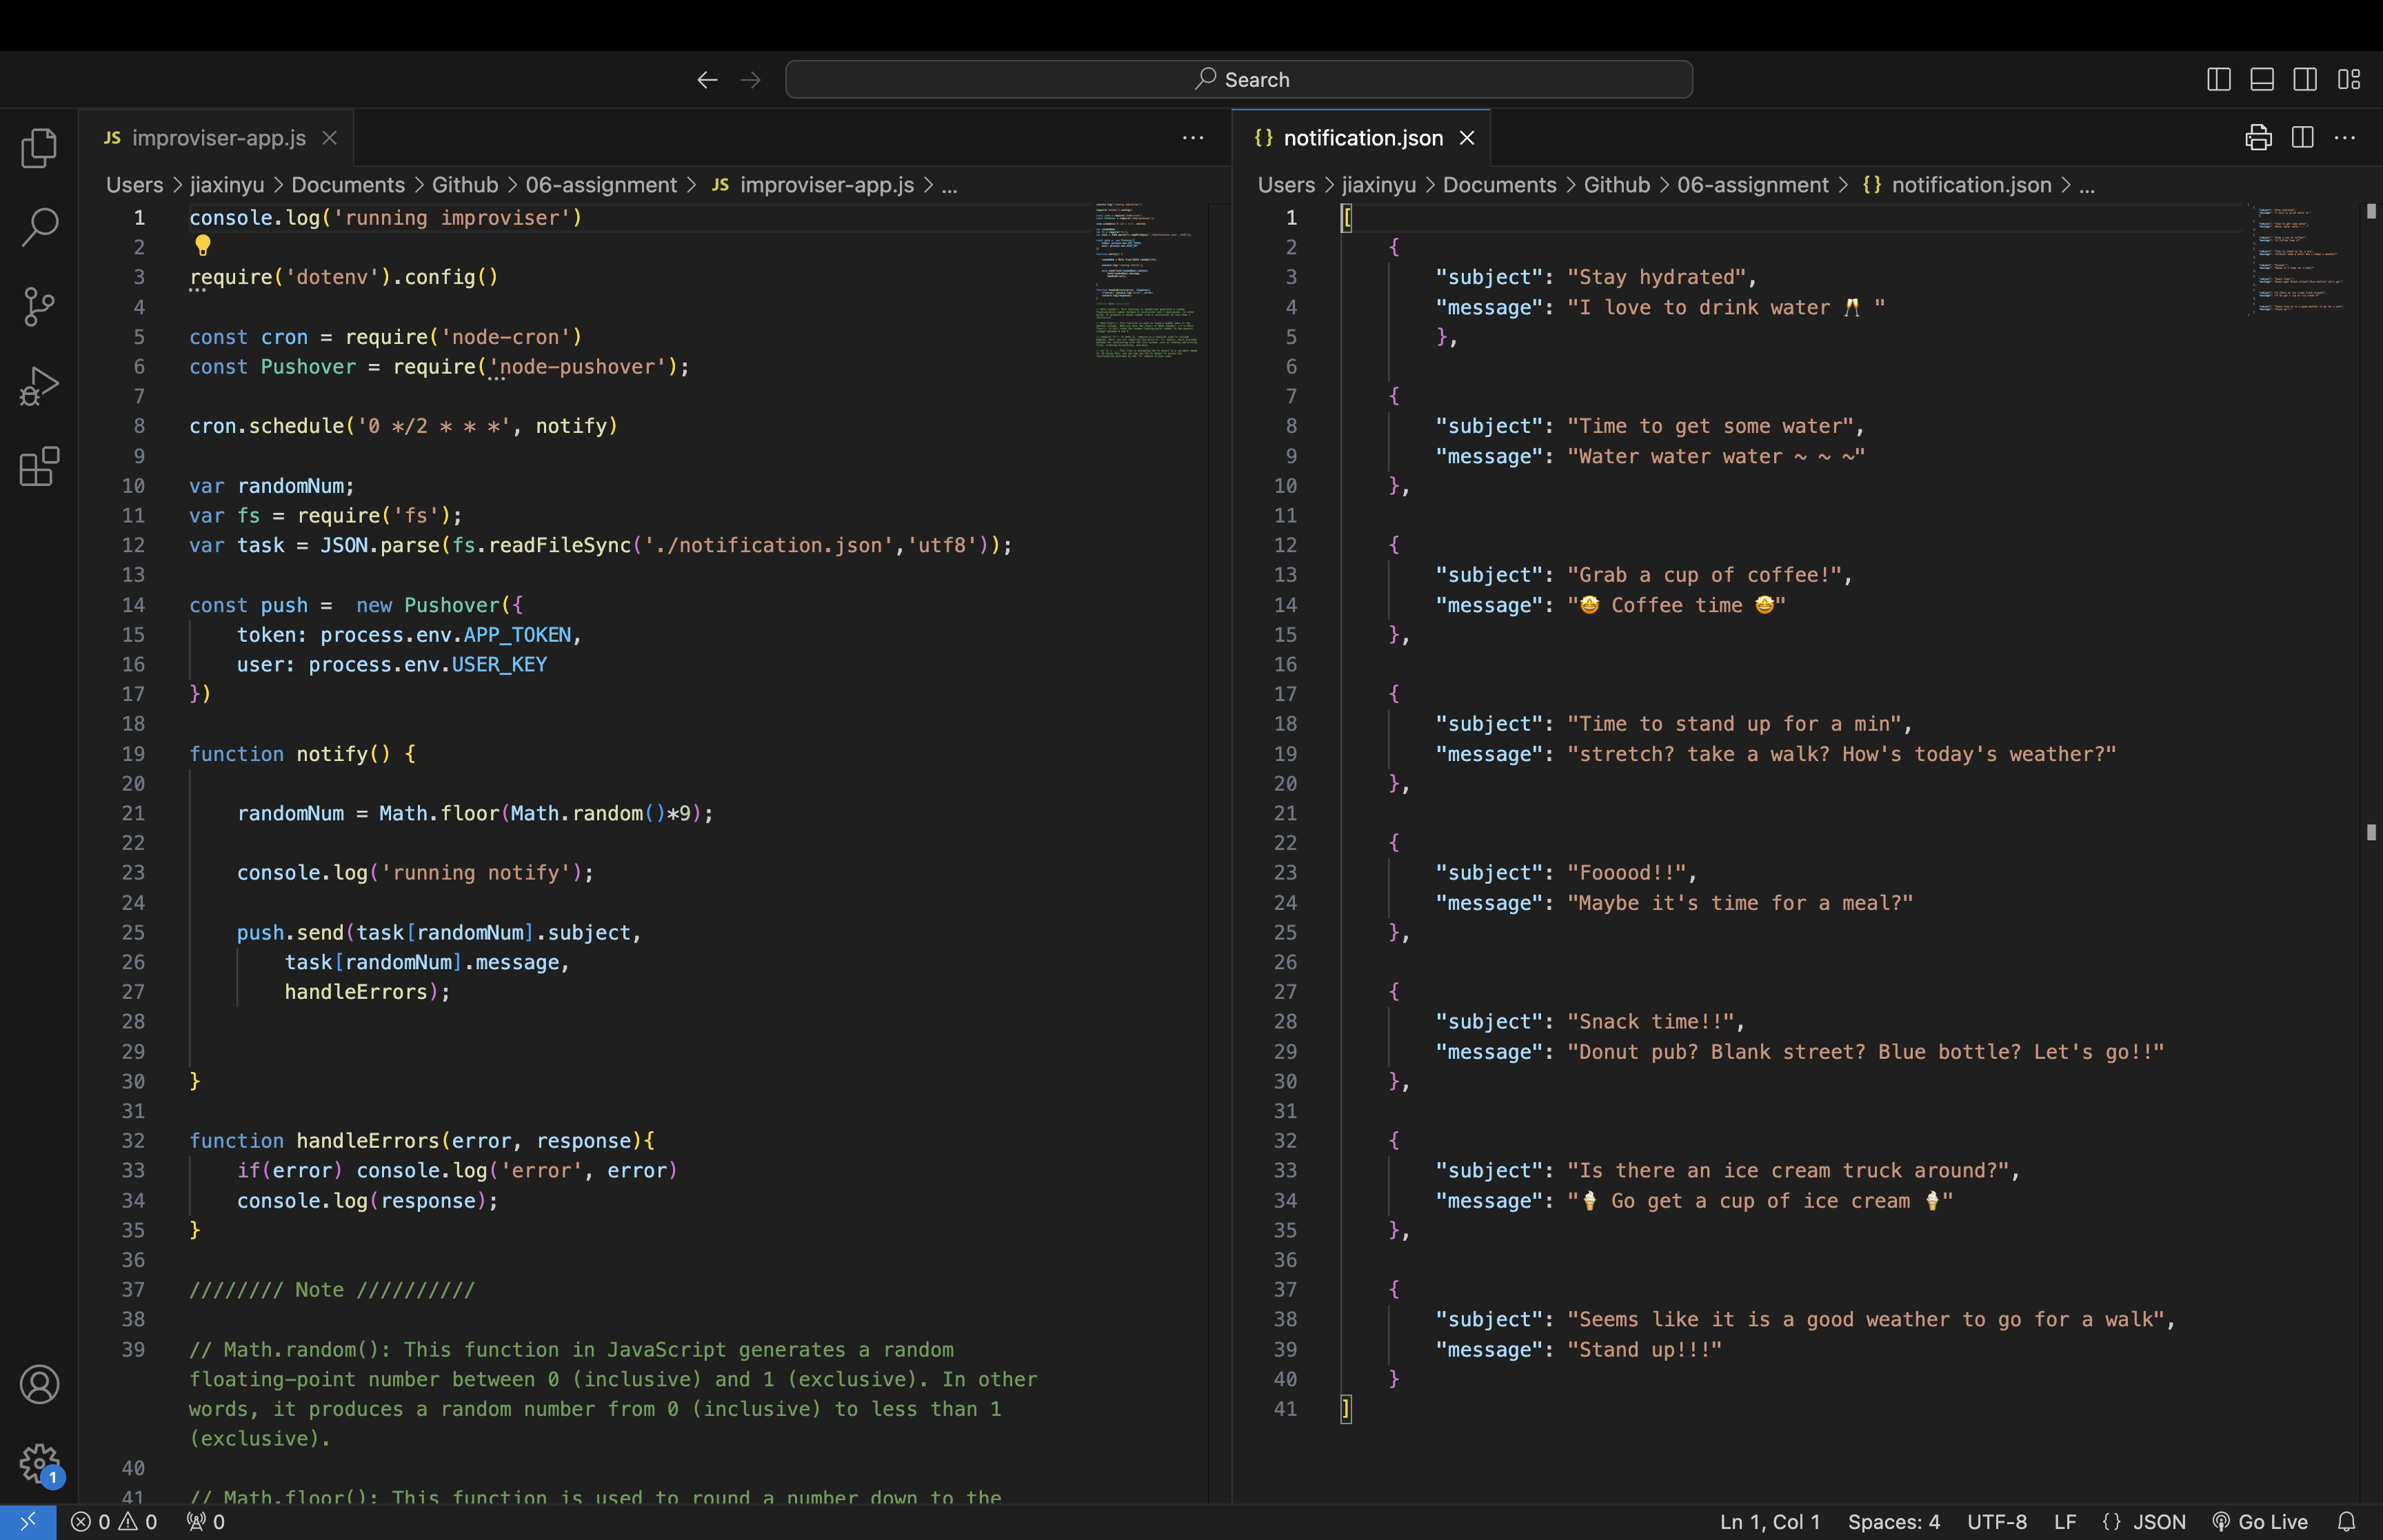 Search
JS improviser-app.js
Users > jiaxinyu > Documents > Github > 06-assignment > JS improviser-app.js > ...
1 console.log('running improviser')
2
3 require('dotenv').config()
4
5 const cron = require('node-cron')
6 const Pushover = require('node-pushover');
7
8 cron.schedule('0 */2 * * *', notify)
9
10 var randomNum;
11 var fs = require('fs');
12 var task = JSON.parse(fs.readFileSync('./notification.json','utf8'));
13
14 const push =  new Pushover({
15     token: process.env.APP_TOKEN,
16     user: process.env.USER_KEY
17 })
18
19 function notify() {
20
21     randomNum = Math.floor(Math.random()*9);
22
23     console.log('running notify');
24
25     push.send(task[randomNum].subject,
26         task[randomNum].message,
27         handleErrors);
28
29
30 }
31
32 function handleErrors(error, response){
33     if(error) console.log('error', error)
34     console.log(response);
35 }
36
37 //////// Note //////////
38
39 // Math.random(): This function in JavaScript generates a random
floating-point number between 0 (inclusive) and 1 (exclusive). In other
words, it produces a random number from 0 (inclusive) to less than 1
(exclusive).
40
41 // Math.floor(): This function is used to round a number down to the
{} notification.json
Users > jiaxinyu > Documents > Github > 06-assignment > {} notification.json > ...
1 [
2     {
3         "subject": "Stay hydrated",
4         "message": "I love to drink water 🥂 "
5         },
6
7     {
8         "subject": "Time to get some water",
9         "message": "Water water water ~ ~ ~"
10     },
11
12     {
13         "subject": "Grab a cup of coffee!",
14         "message": "🤩 Coffee time 🤩"
15     },
16
17     {
18         "subject": "Time to stand up for a min",
19         "message": "stretch? take a walk? How's today's weather?"
20     },
21
22     {
23         "subject": "Fooood!!",
24         "message": "Maybe it's time for a meal?"
25     },
26
27     {
28         "subject": "Snack time!!",
29         "message": "Donut pub? Blank street? Blue bottle? Let's go!!"
30     },
31
32     {
33         "subject": "Is there an ice cream truck around?",
34         "message": "🍦 Go get a cup of ice cream 🍦"
35     },
36
37     {
38         "subject": "Seems like it is a good weather to go for a walk",
39         "message": "Stand up!!!"
40     }
41 ]
1
0 0 0
Ln 1, Col 1 Spaces: 4 UTF-8 LF {} JSON Go Live